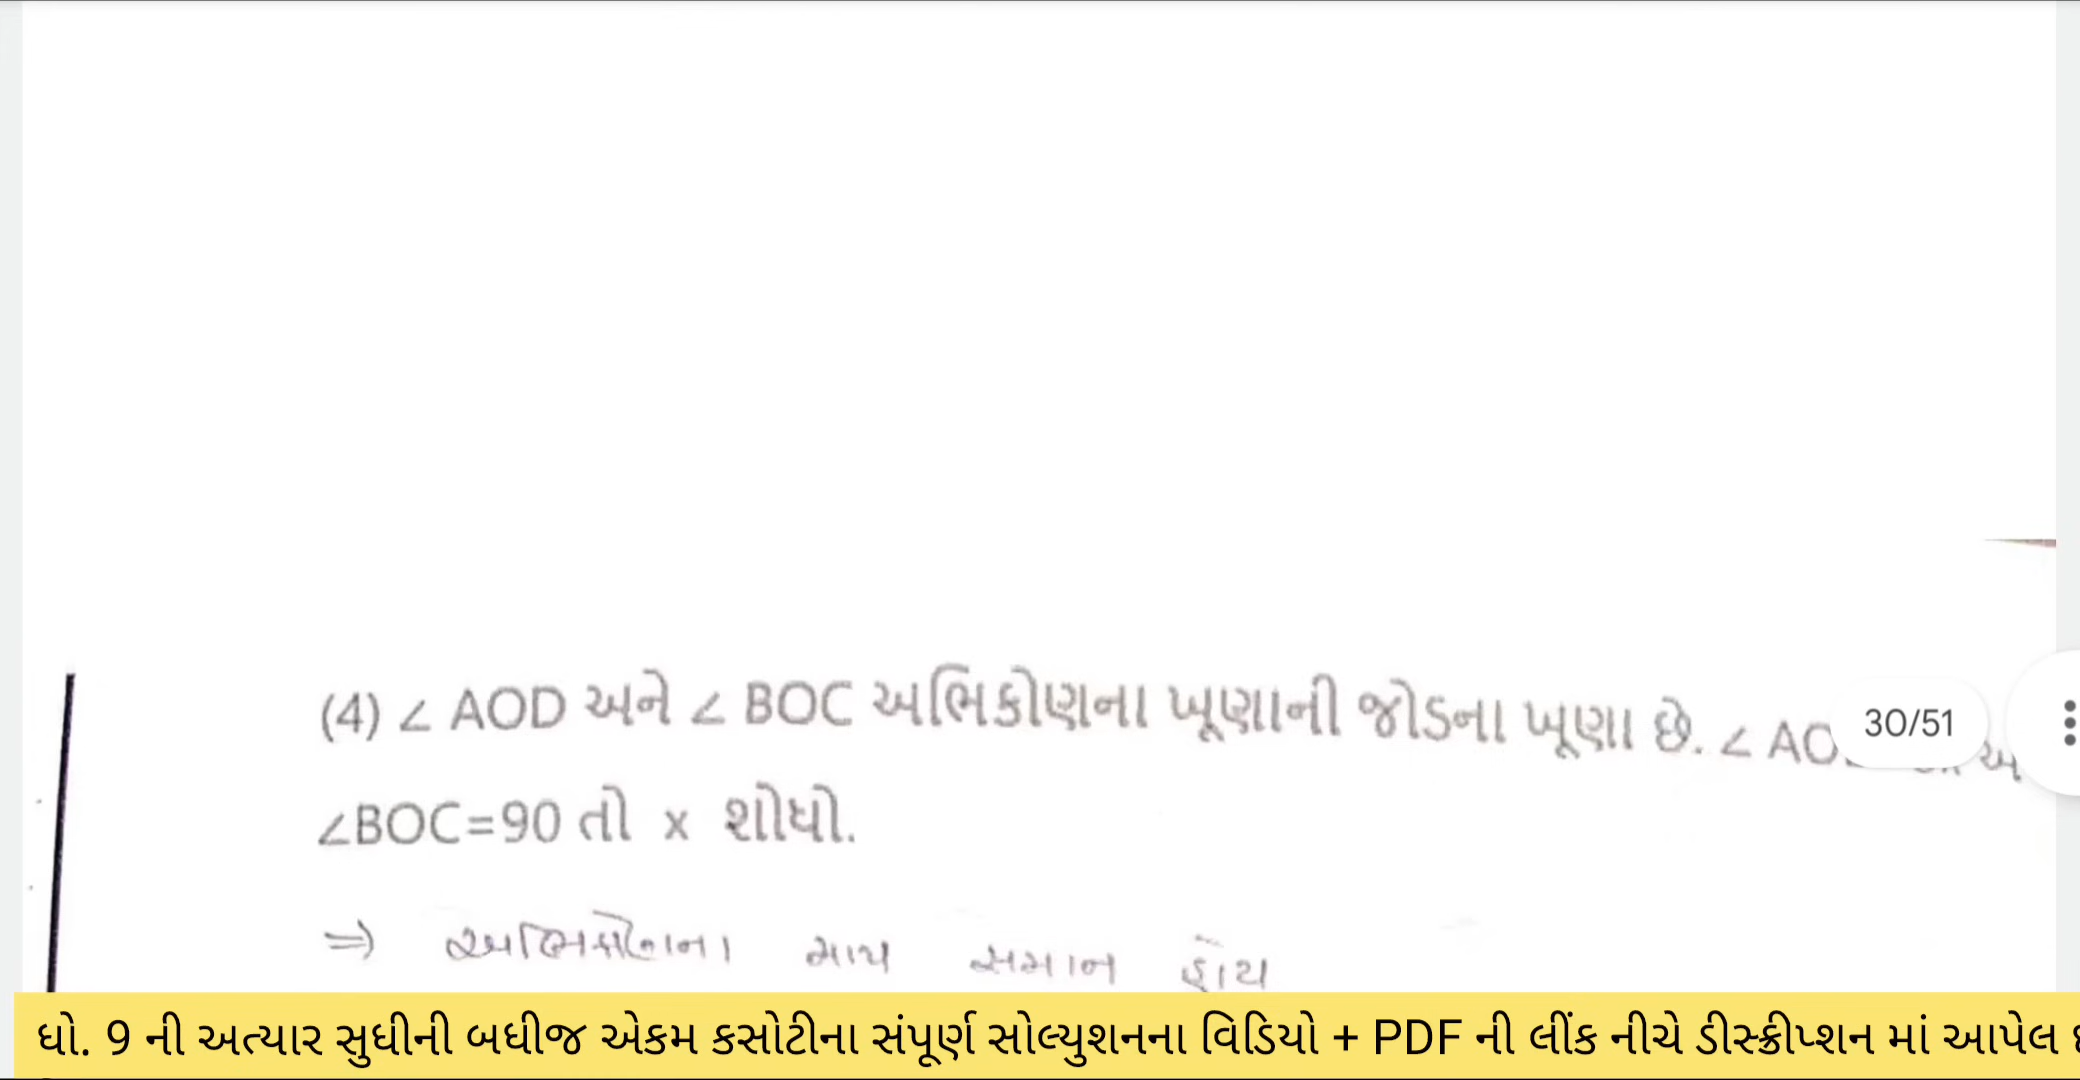 (4) ∠ AOD અને ∠ BOC અભિકોણના ખૂણાની જોડના ખૂણા છે. ∠ AO
30/51
∠BOC=90 તો x શોધો.
⇒ અભિકોણના માપ સમાન હોય
ધો. 9 ની અત્યાર સુધીની બધીજ એકમ કસોટીના સંપૂર્ણ સોલ્યુશનના વિડિયો + PDF ની લીંક નીચે ડીસ્ક્રીપ્શન માં આપેલ